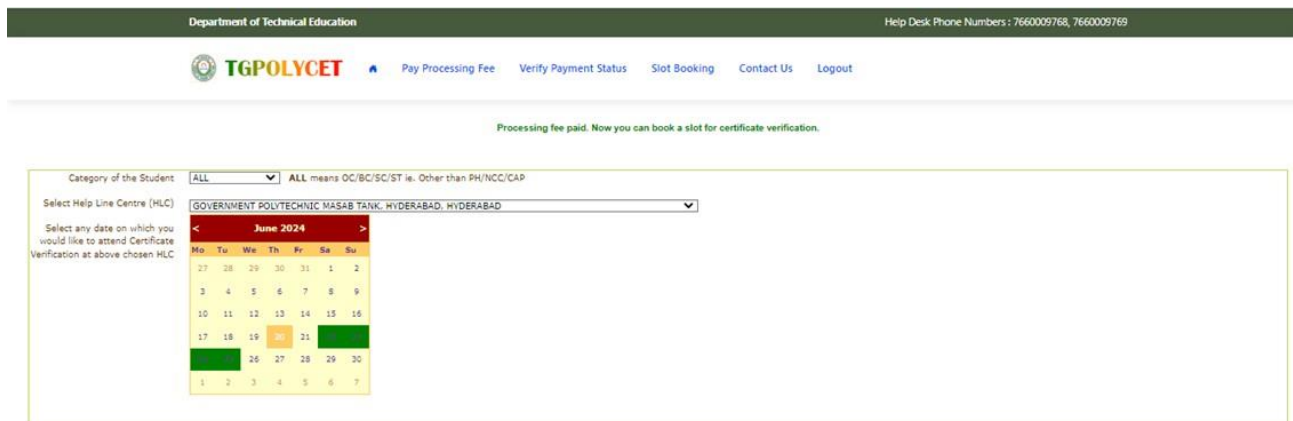 Department of Technical Education Help Desk Phone Numbers : 7660009768, 7660009769
TGPOLYCET Pay Processing Fee Verify Payment Status Slot Booking Contact Us Logout
Processing fee paid. Now you can book a slot for certificate verification.
Category of the Student ALL ALL means OC/BC/SC/ST ie. Other than PH/NCC/CAP
Select Help Line Centre (HLC) GOVERNMENT POLYTECHNIC MASAB TANK, HYDERABAD, HYDERABAD
Select any date on which you
would like to attend Certificate
Verification at above chosen HLC
< June 2024 >
Mo Tu We Th Fr Sa Su
27 28 29 30 31 1 2
3 4 5 6 7 8 9
10 11 12 13 14 15 16
17 18 19 20 21
26 27 28 29 30
1 2 3 4 5 6 7